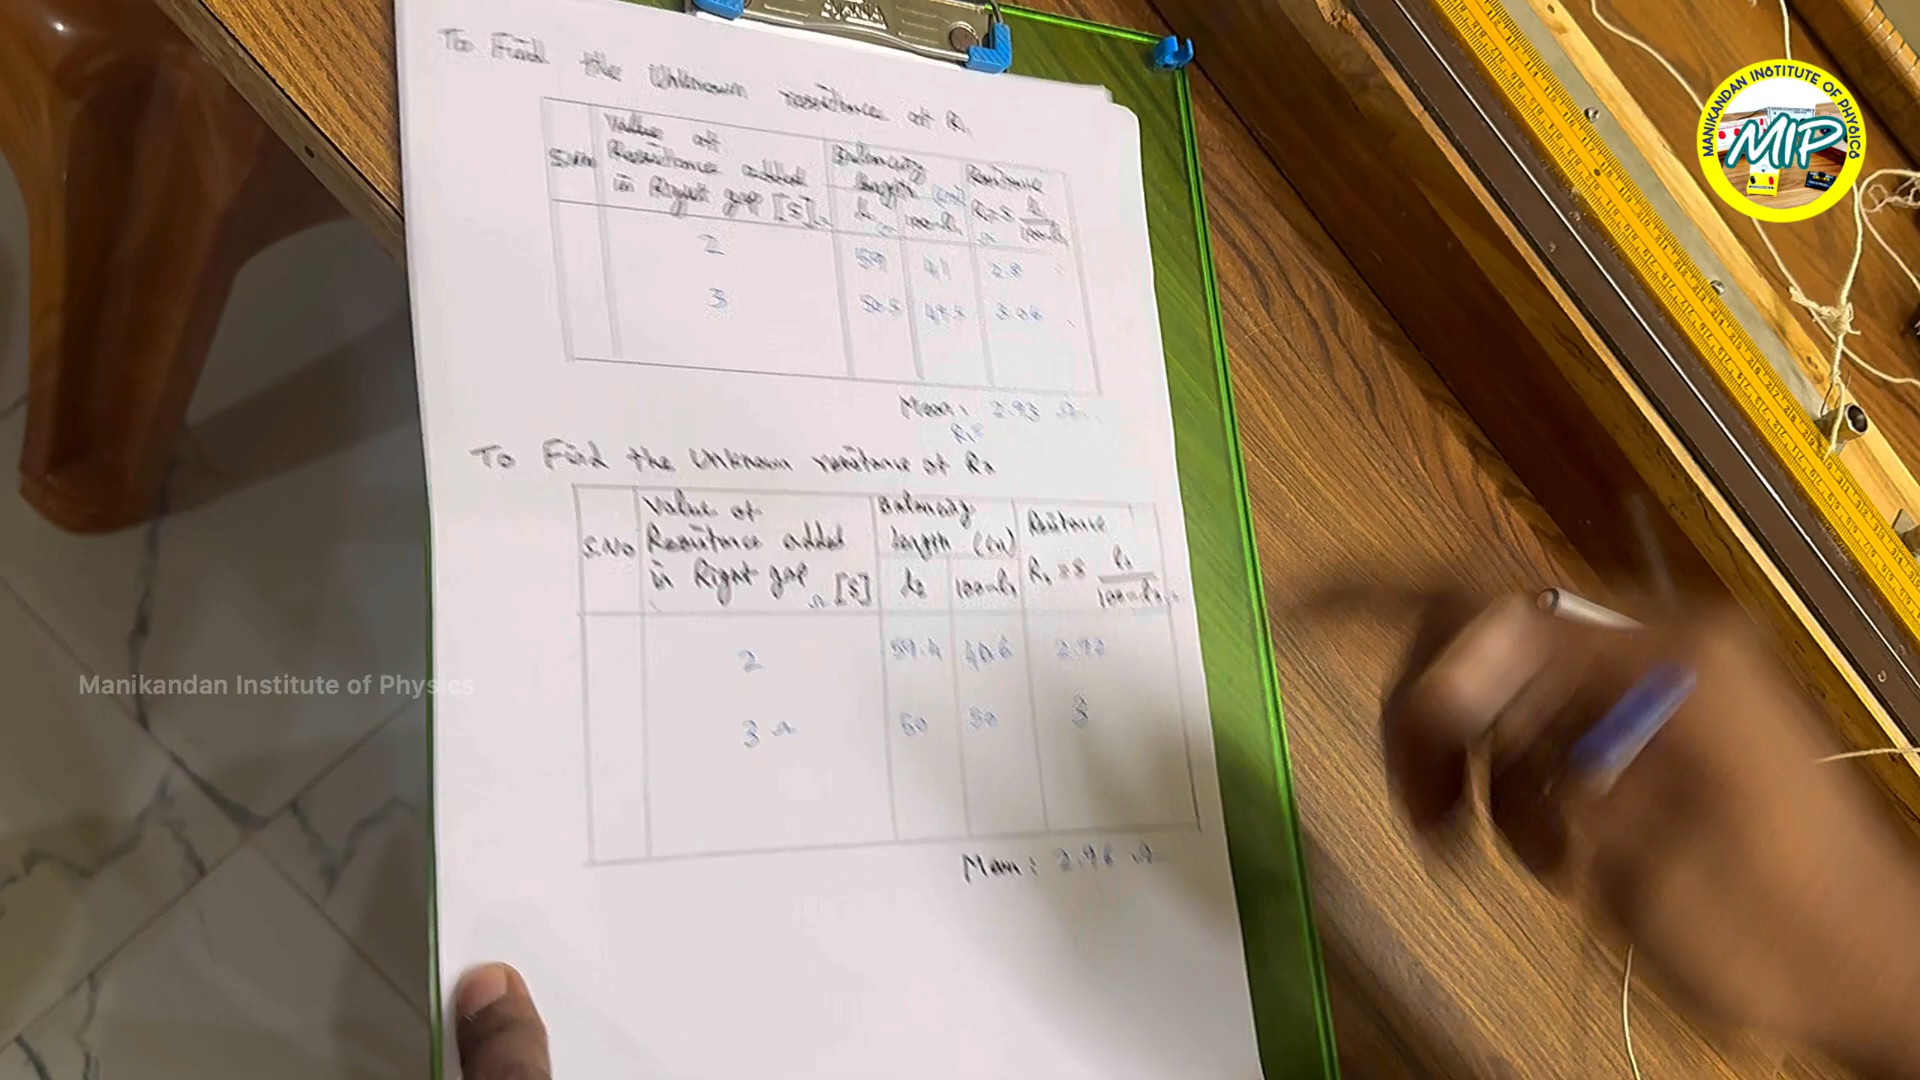 To Find the Unknown resistance of R1
S.No
Value of
Resistance added
in Right gap [S] Ω
Balancing
length (cm)
l1
100-l1
Resistance
R1 = S l1
100-l1
Ω
2 59 41 2.8
3 50.5 49.5 3.06
Mean: 2.93 Ω
R1=
To Find the Unknown resistance of R2
S.No
Value of
Resistance added
in Right gap Ω [S]
Balancing
length (cm)
l2
100-l2
Resistance
R2 = S l2
100-l2 Ω
2 59.4 40.6 2.92
3 Ω 50 50 3
Mean: 2.96 Ω
MANIKANDAN INSTITUTE OF PHYSICS
MIP
Manikandan Institute of Physics